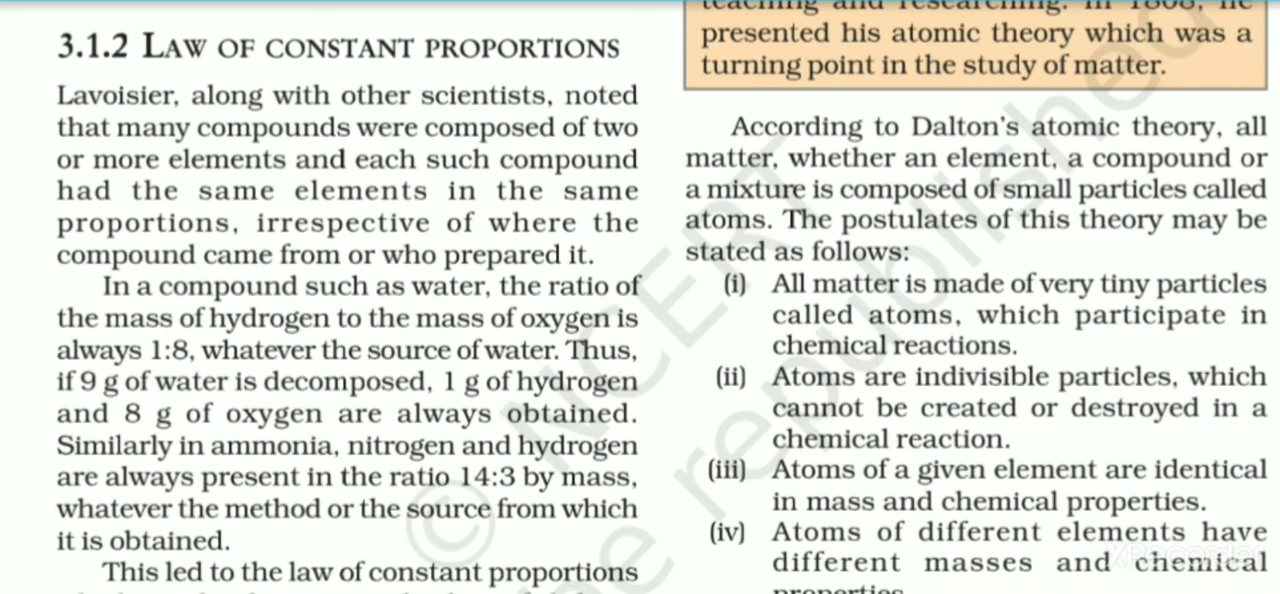 3.1.2 LAW OF CONSTANT PROPORTIONS
Lavoisier, along with other scientists, noted
that many compounds were composed of two
or more elements and each such compound
had the same elements in the same
proportions, irrespective of where the
compound came from or who prepared it.
In a compound such as water, the ratio of
the mass of hydrogen to the mass of oxygen is
always 1:8, whatever the source of water. Thus,
if 9 g of water is decomposed, 1 g of hydrogen
and 8 g of oxygen are always obtained.
Similarly in ammonia, nitrogen and hydrogen
are always present in the ratio 14:3 by mass,
whatever the method or the source from which
it is obtained.
This led to the law of constant proportions
teaching and researching. In 1808, he
presented his atomic theory which was a
turning point in the study of matter.
According to Dalton's atomic theory, all
matter, whether an element, a compound or
a mixture is composed of small particles called
atoms. The postulates of this theory may be
stated as follows:
(i) All matter is made of very tiny particles
called atoms, which participate in
chemical reactions.
(ii) Atoms are indivisible particles, which
cannot be created or destroyed in a
chemical reaction.
(iii) Atoms of a given element are identical
in mass and chemical properties.
(iv) Atoms of different elements have
different masses and chemical
properties
© NCERT
be republished
XRecorder